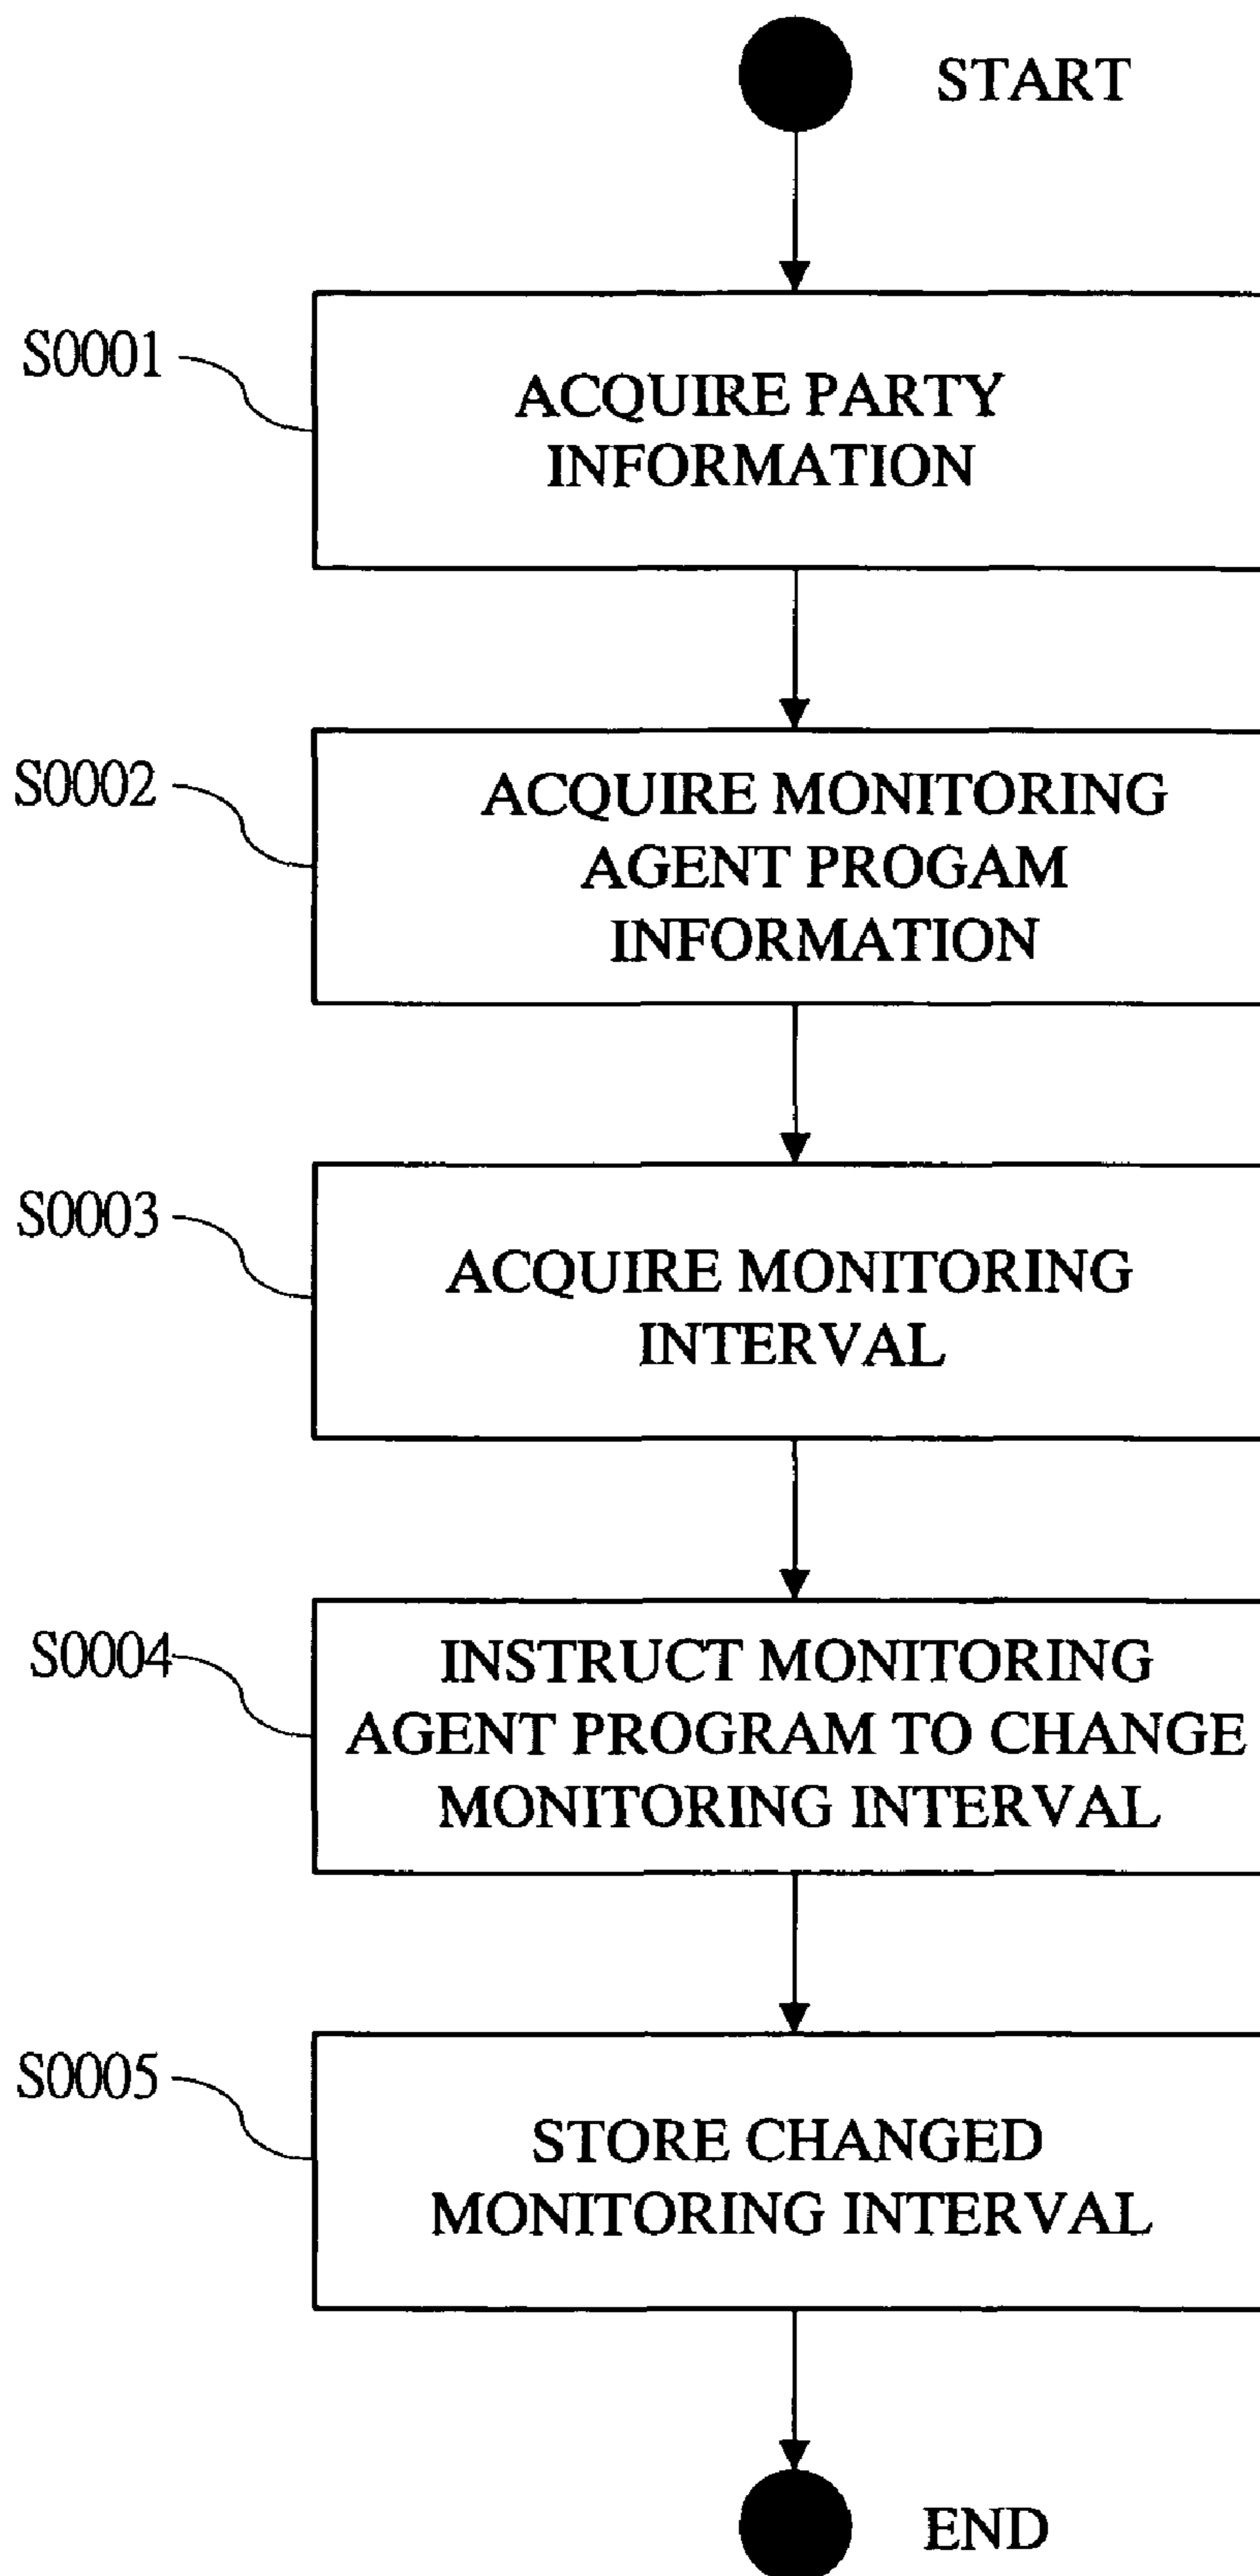 START
S0001
ACQUIRE PARTY
INFORMATION
S0002
ACQUIRE MONITORING
AGENT PROGAM
INFORMATION
S0003
ACQUIRE MONITORING
INTERVAL
S0004
INSTRUCT MONITORING
AGENT PROGRAM TO CHANGE
MONITORING INTERVAL
S0005
STORE CHANGED
MONITORING INTERVAL
END